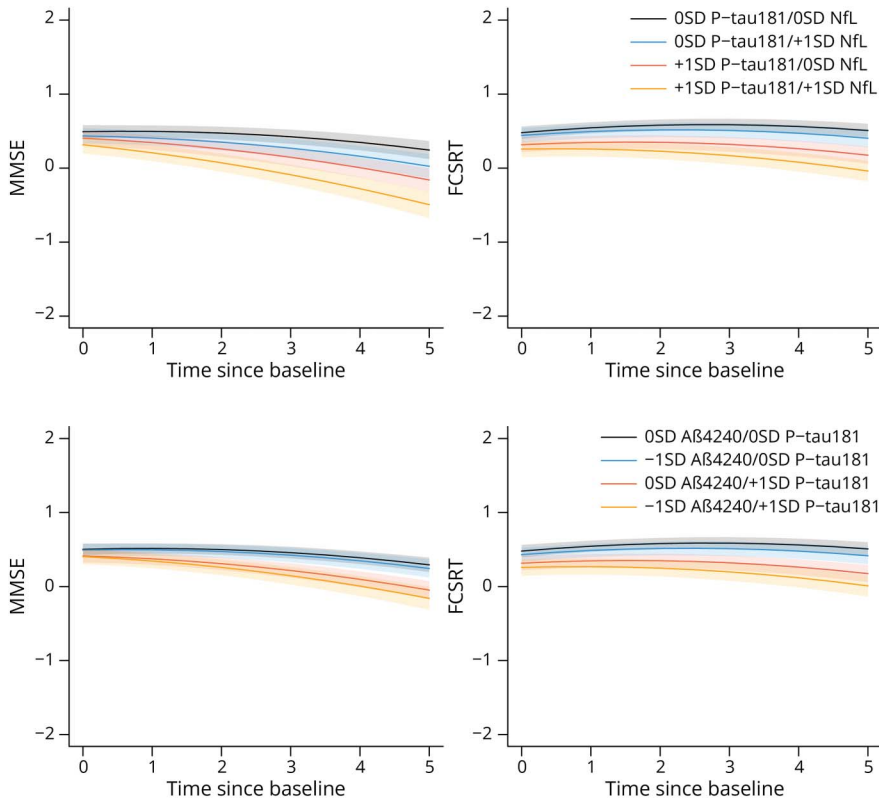 2
1
0
−1
−2
MMSE
0 1 2 3 4 5
Time since baseline
2
1
0
−1
−2
FCSRT
0SD P−tau181/0SD NfL
0SD P−tau181/+1SD NfL
+1SD P−tau181/0SD NfL
+1SD P−tau181/+1SD NfL
0 1 2 3 4 5
Time since baseline
2
1
0
−1
−2
MMSE
0 1 2 3 4 5
Time since baseline
2
1
0
−1
−2
FCSRT
0SD Aß4240/0SD P−tau181
−1SD Aß4240/0SD P−tau181
0SD Aß4240/+1SD P−tau181
−1SD Aß4240/+1SD P−tau181
0 1 2 3 4 5
Time since baseline